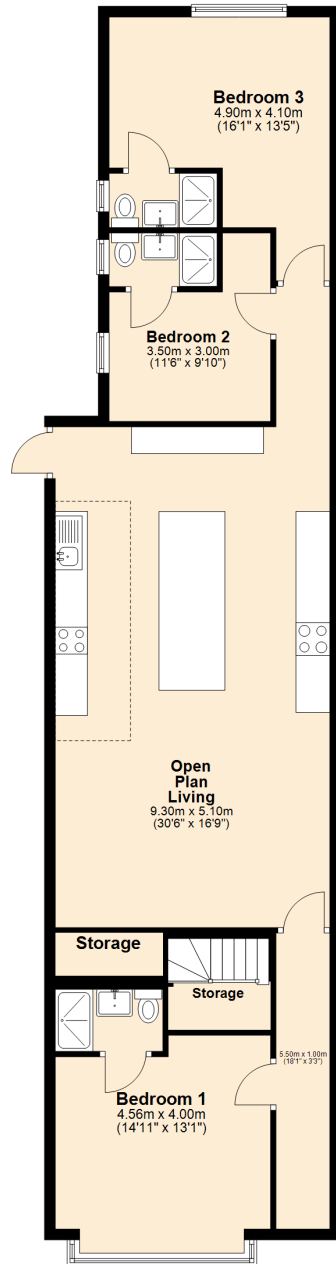 Bedroom 3
4.90m x 4.10m
(16'1" x 13'5")
Bedroom 2
3.50m x 3.00m
(11'6" x 9'10")
Open
Plan
Living
9.30m x 5.10m
(30'6" x 16'9")
Storage
Storage
5.50m x 1.00m
(18'1" x 3'3")
Bedroom 1
4.56m x 4.00m
(14'11" x 13'1")